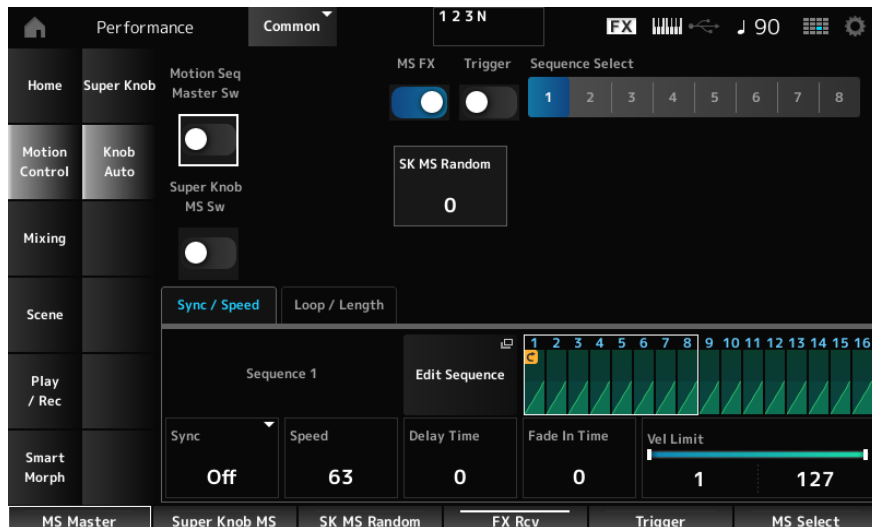 Performance
Common
1 2 3 N
FX
♩ 90
Home
Super Knob
Motion Seq
Master Sw
MS FX
Trigger
Sequence Select
1 2 3 4 5 6 7 8
Motion
Control
Knob
Auto
SK MS Random
0
Super Knob
MS Sw
Mixing
Scene
Sync / Speed
Loop / Length
Play
/ Rec
Sequence 1
Edit Sequence
1 2 3 4 5 6 7 8 9 10 11 12 13 14 15 16
Smart
Morph
Sync
Off
Speed
63
Delay Time
0
Fade In Time
0
Vel Limit
1
127
MS Master
Super Knob MS
SK MS Random
FX Rcv
Trigger
MS Select